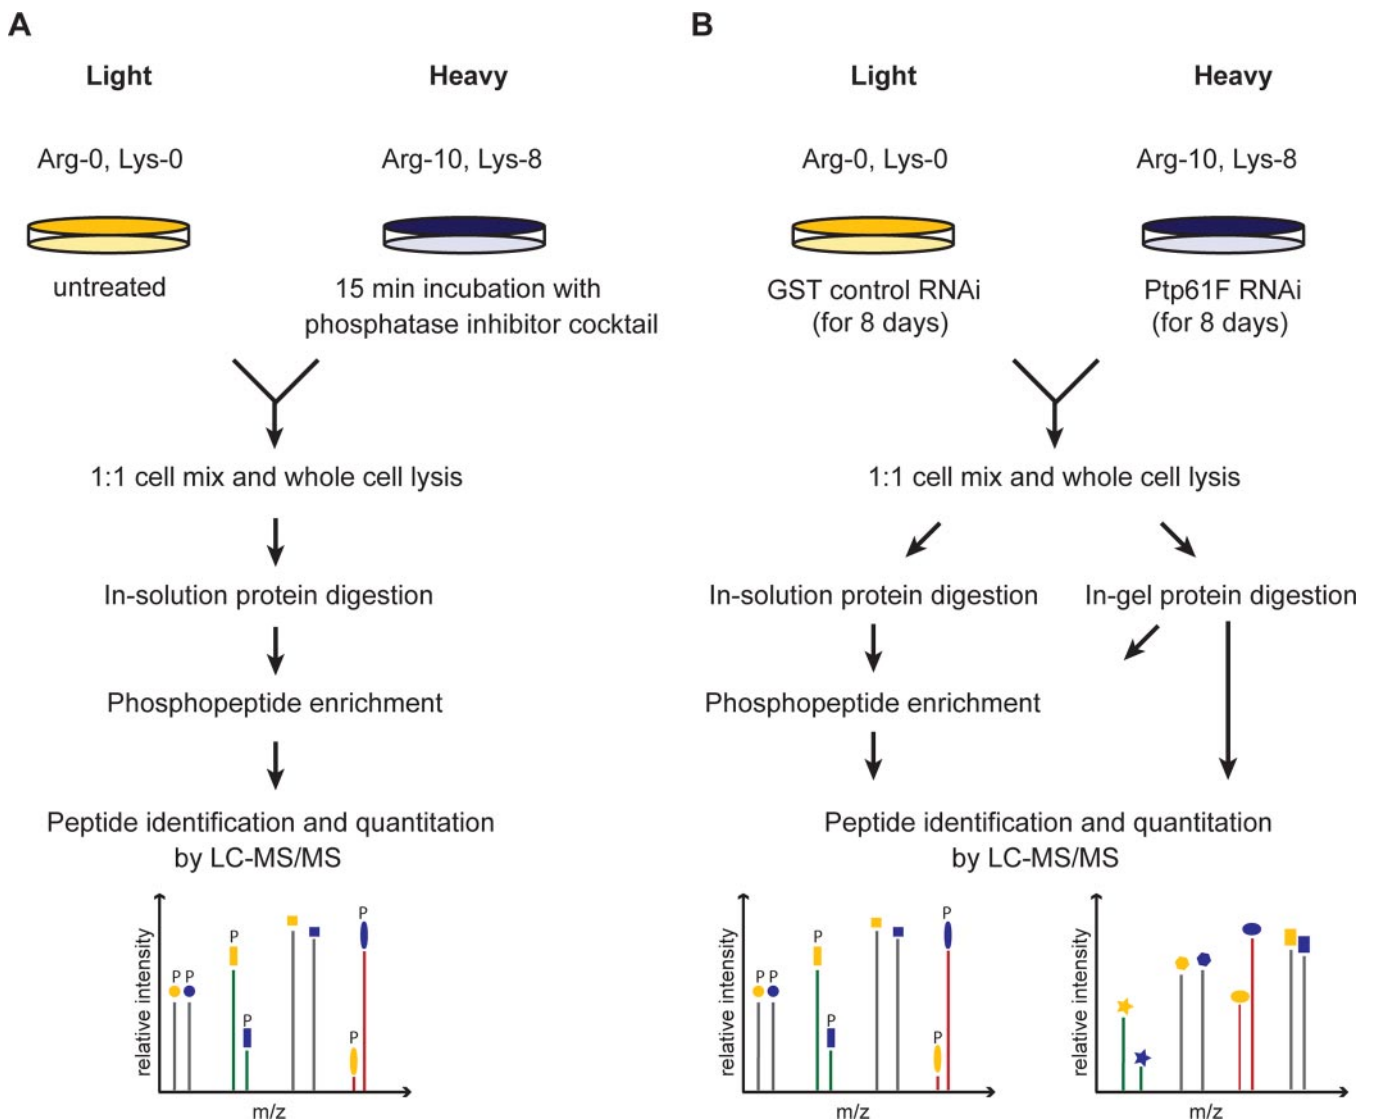 A
Light
Heavy
Arg-0, Lys-0
Arg-10, Lys-8
untreated
15 min incubation with
phosphatase inhibitor cocktail
1:1 cell mix and whole cell lysis
In-solution protein digestion
Phosphopeptide enrichment
Peptide identification and quantitation
by LC-MS/MS
relative intensity
P P
P
P
P
P
m/z
B
Light
Heavy
Arg-0, Lys-0
Arg-10, Lys-8
GST control RNAi
(for 8 days)
Ptp61F RNAi
(for 8 days)
1:1 cell mix and whole cell lysis
In-solution protein digestion
In-gel protein digestion
Phosphopeptide enrichment
Peptide identification and quantitation
by LC-MS/MS
relative intensity
P P
P
P
P
P
m/z
relative intensity
m/z